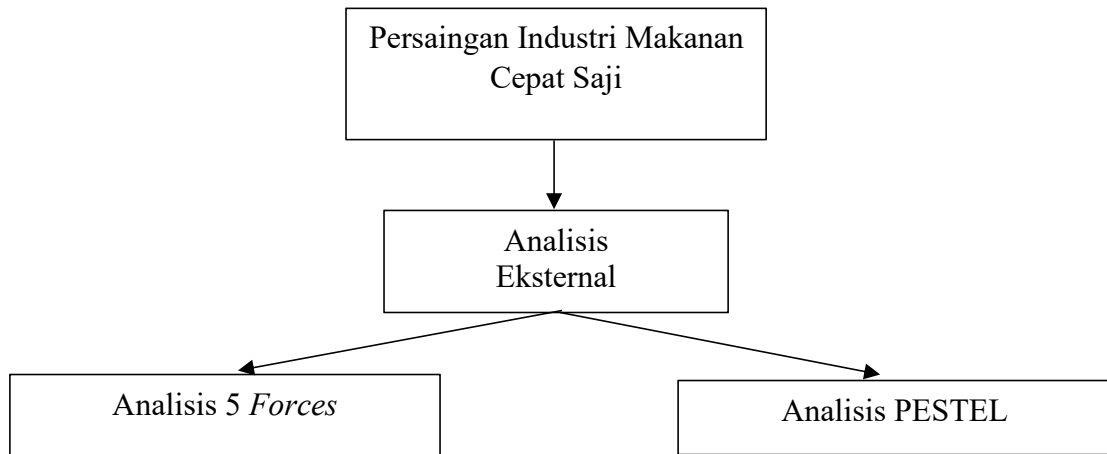 Persaingan Industri Makanan
Cepat Saji
Analisis
Eksternal
Analisis 5 Forces
Analisis PESTEL